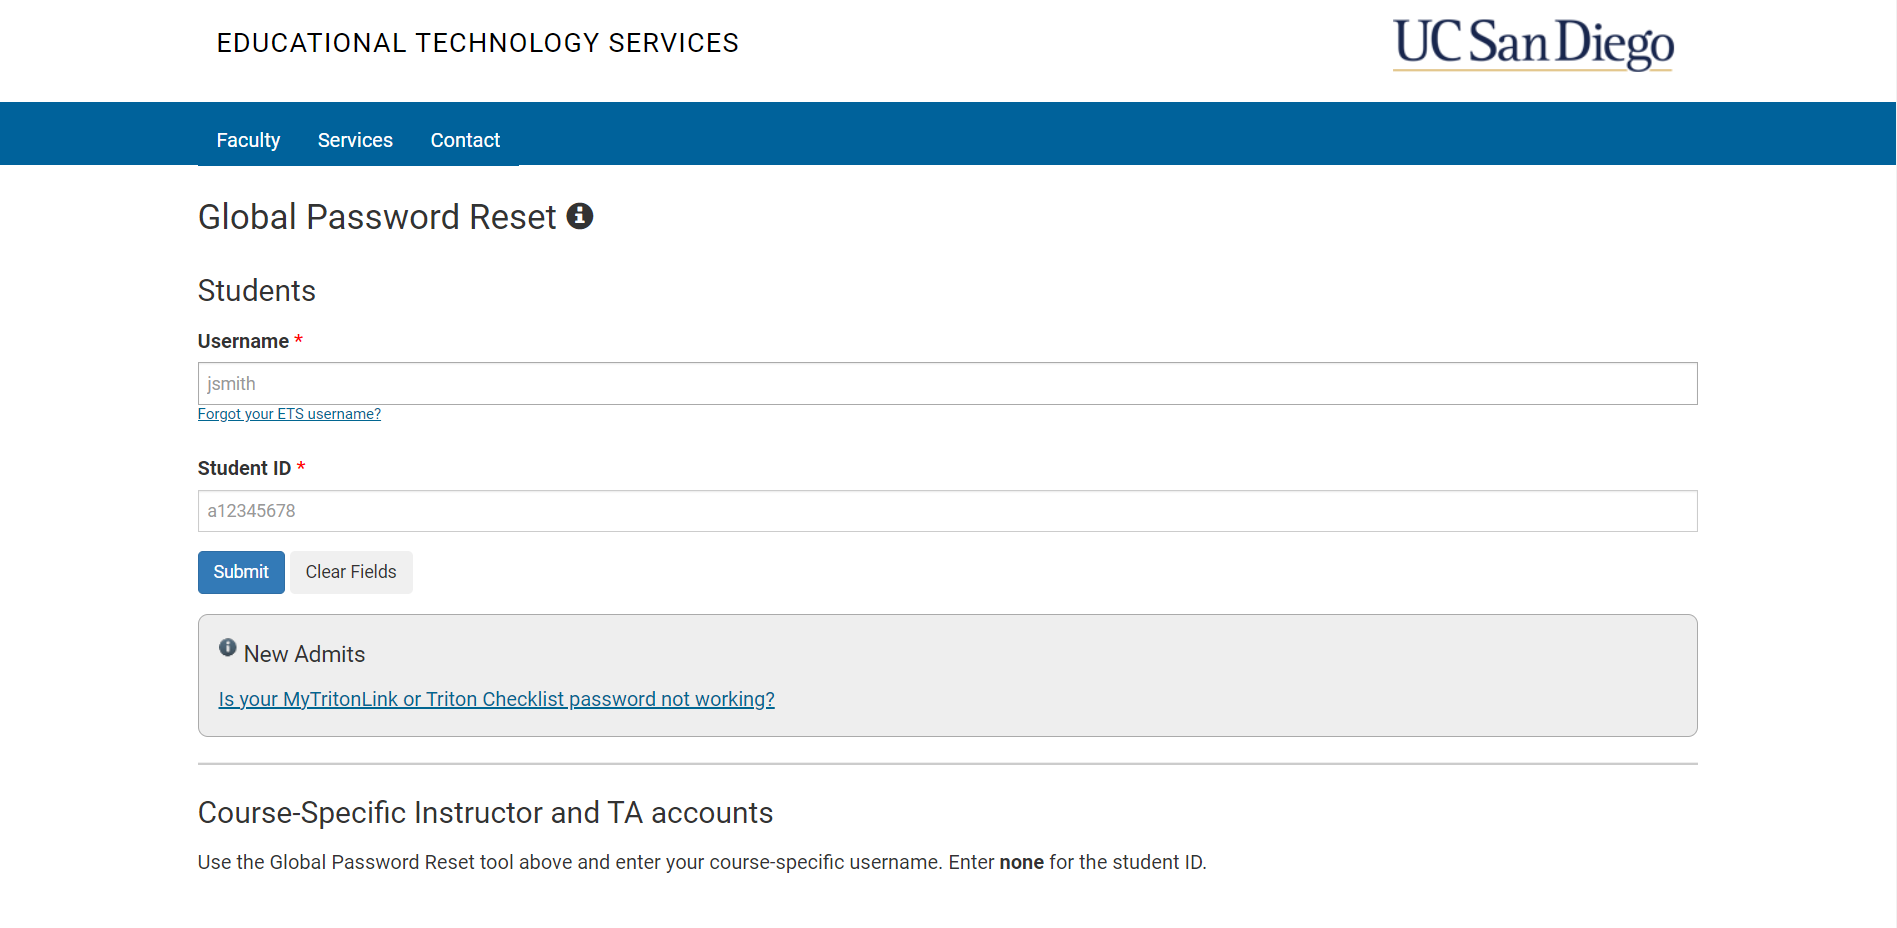 EDUCATIONAL TECHNOLOGY SERVICES
UC San Diego
Faculty Services Contact
Global Password Reset
Students
Username *
jsmith
Forgot your ETS username?
Student ID *
a12345678
Submit Clear Fields
New Admits
Is your MyTritonLink or Triton Checklist password not working?
Course-Specific Instructor and TA accounts
Use the Global Password Reset tool above and enter your course-specific username. Enter none for the student ID.